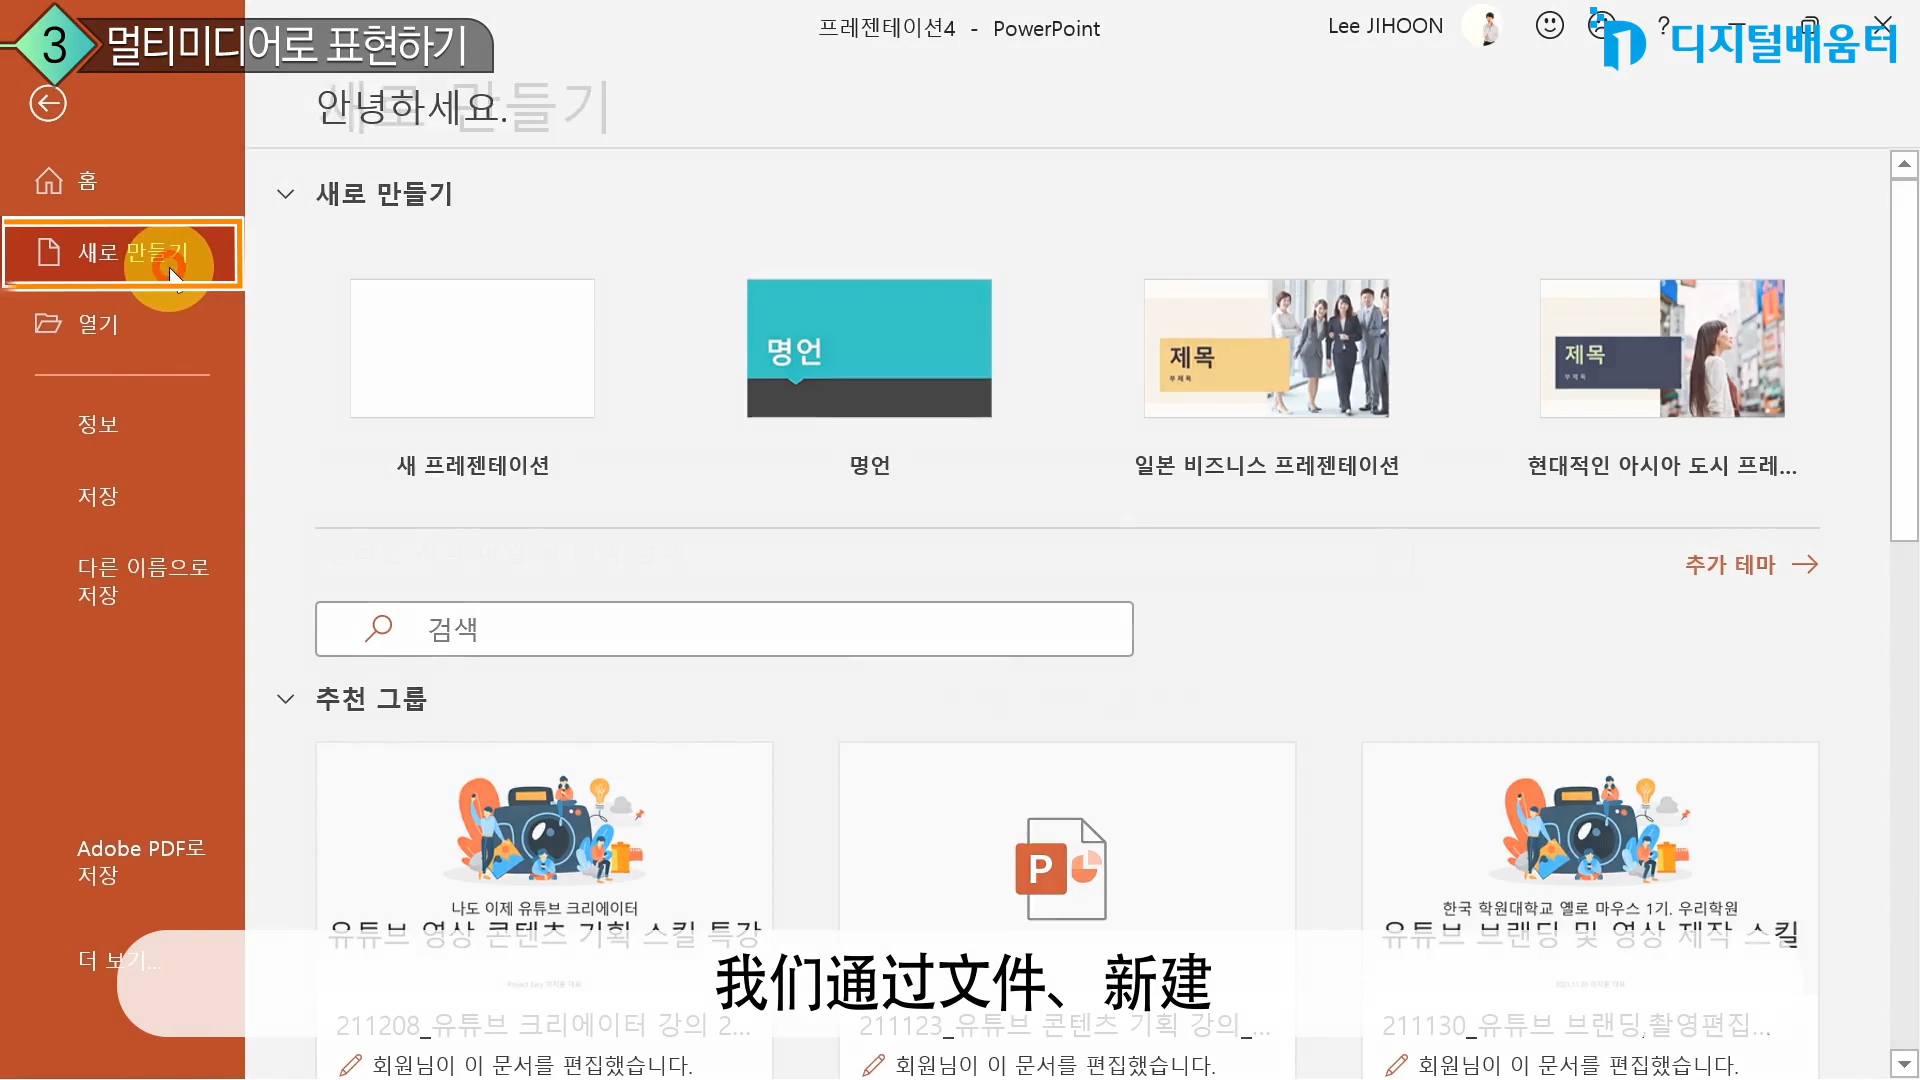 3 멀티미디어로 표현하기
프레젠테이션4 - PowerPoint
Lee JIHOON
?
디지털배움터
안녕하세요.
새로 만들기
홈
새로 만들기
열기
정보
저장
다른 이름으로
저장
Adobe PDF로
저장
더 보기...
새로 만들기
명언
제목
부제목
제목
부제목
새 프레젠테이션
명언
일본 비즈니스 프레젠테이션
현대적인 아시아 도시 프레...
추가 테마
검색
추천 그룹
나도 이제 유튜브 크리에이터
유튜브 영상 콘텐츠 기획 스킬 특강
P
한국 학원대학교 옐로 마우스 1기. 우리학원
유튜브 브랜딩 및 영상 제작 스킬
我们通过文件、新建
211208_유튜브 크리에이터 강의 2...
211123_유튜브 콘텐츠 기획 강의_...
211130_유튜브 브랜딩,촬영편집...
회원님이 이 문서를 편집했습니다.
회원님이 이 문서를 편집했습니다.
회원님이 이 문서를 편집했습니다.